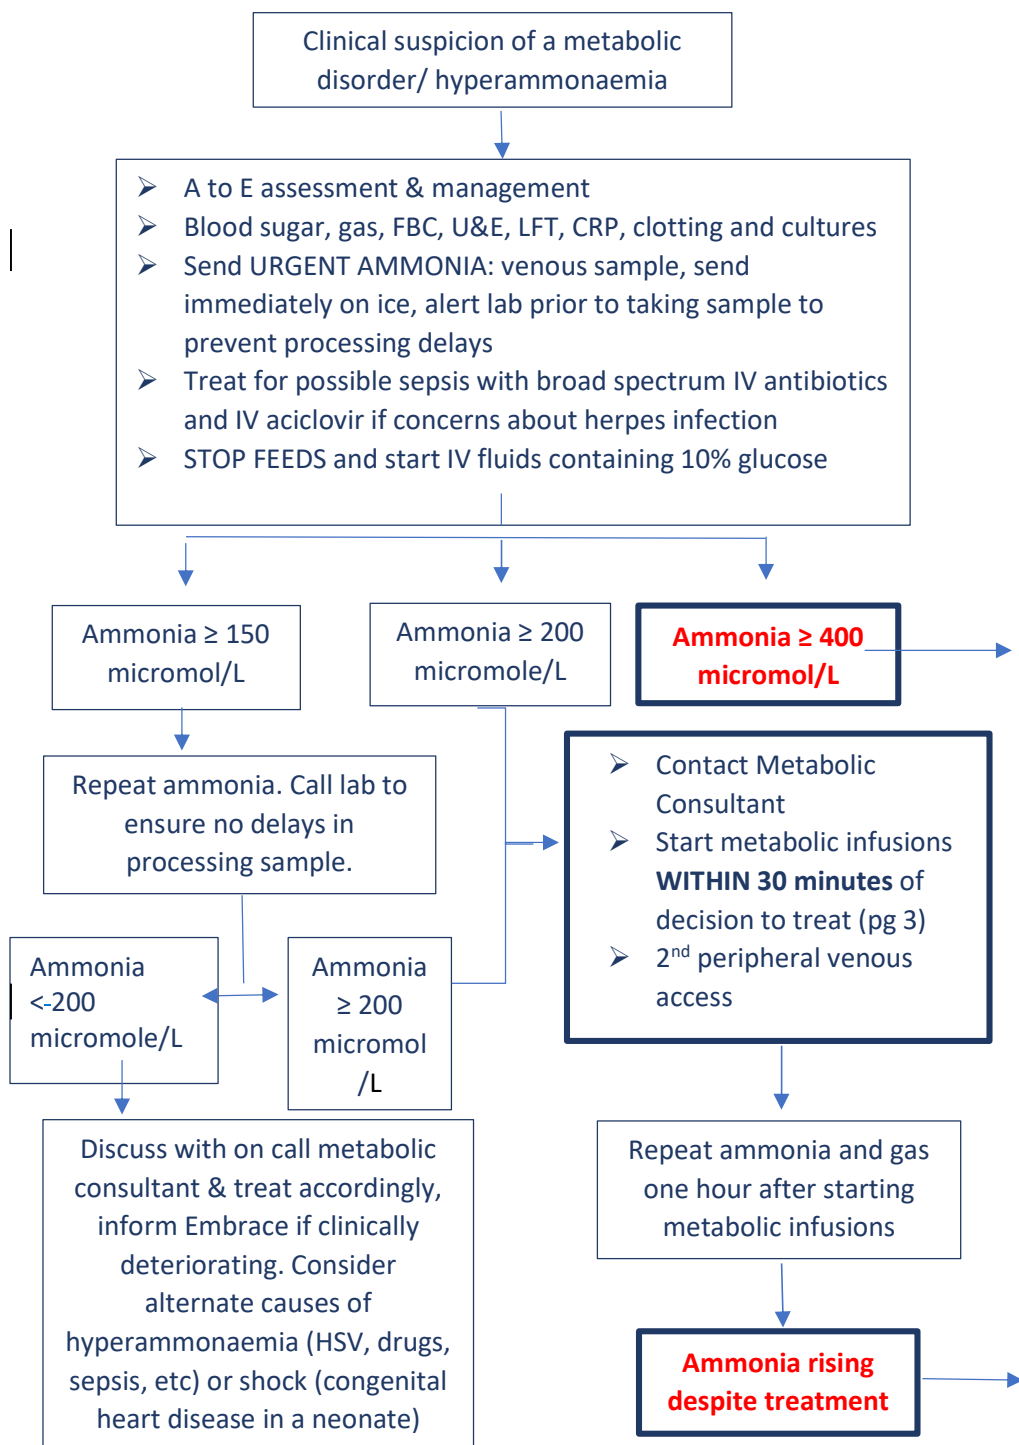 Clinical suspicion of a metabolic
disorder/ hyperammonaemia
➢ A to E assessment & management
➢ Blood sugar, gas, FBC, U&E, LFT, CRP, clotting and cultures
➢ Send URGENT AMMONIA: venous sample, send
immediately on ice, alert lab prior to taking sample to
prevent processing delays
➢ Treat for possible sepsis with broad spectrum IV antibiotics
and IV aciclovir if concerns about herpes infection
➢ STOP FEEDS and start IV fluids containing 10% glucose
Ammonia ≥ 150
micromol/L
Ammonia ≥ 200
micromole/L
Ammonia ≥ 400
micromol/L
Repeat ammonia. Call lab to
ensure no delays in
processing sample.
➢ Contact Metabolic
Consultant
➢ Start metabolic infusions
WITHIN 30 minutes of
decision to treat (pg 3)
➢ 2nd peripheral venous
access
Ammonia
<-200
micromole/L
Ammonia
≥ 200
micromol
/L
Discuss with on call metabolic
consultant & treat accordingly,
inform Embrace if clinically
deteriorating. Consider
alternate causes of
hyperammonaemia (HSV, drugs,
sepsis, etc) or shock (congenital
heart disease in a neonate)
Repeat ammonia and gas
one hour after starting
metabolic infusions
Ammonia rising
despite treatment